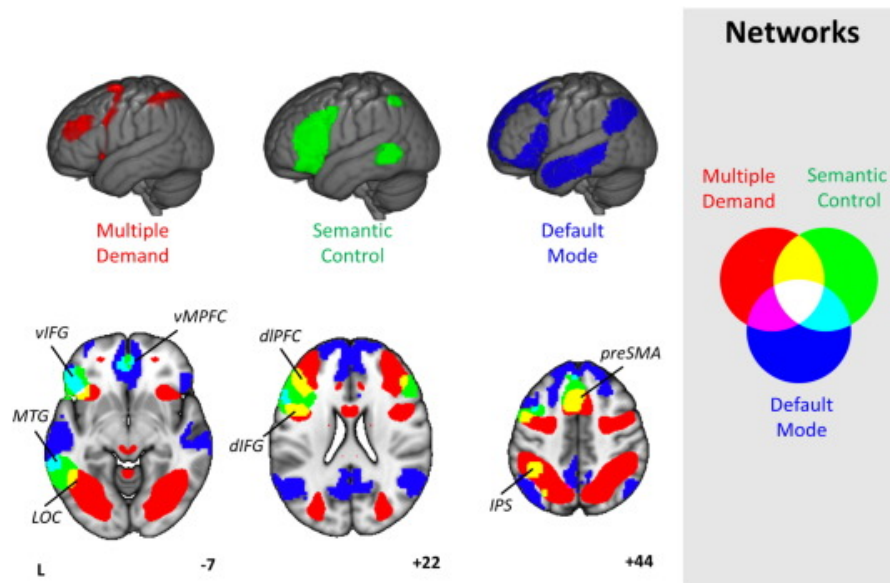 Networks
Multiple
Demand
Semantic
Control
Default
Mode
Multiple
Demand
Semantic
Control
Default
Mode
vIFG
vMPFC
MTG
LOC
L
-7
dlPFC
dIFG
+22
preSMA
IPS
+44